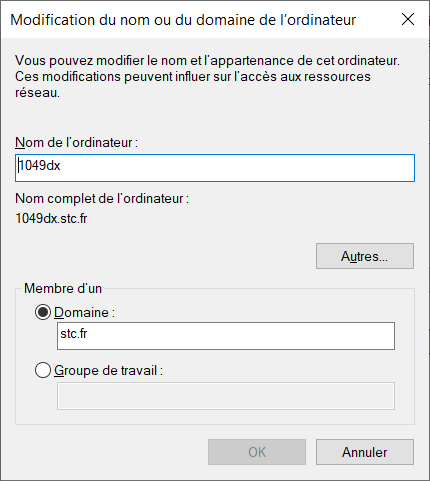 Modification du nom ou du domaine de l'ordinateur
Vous pouvez modifier le nom et l'appartenance de cet ordinateur.
Ces modifications peuvent influer sur l'accès aux ressources
réseau.
Nom de l'ordinateur :
1049dx
Nom complet de l'ordinateur :
1049dx.stc.fr
Autres...
Membre d'un
Domaine :
stc.fr
Groupe de travail :
OK
Annuler